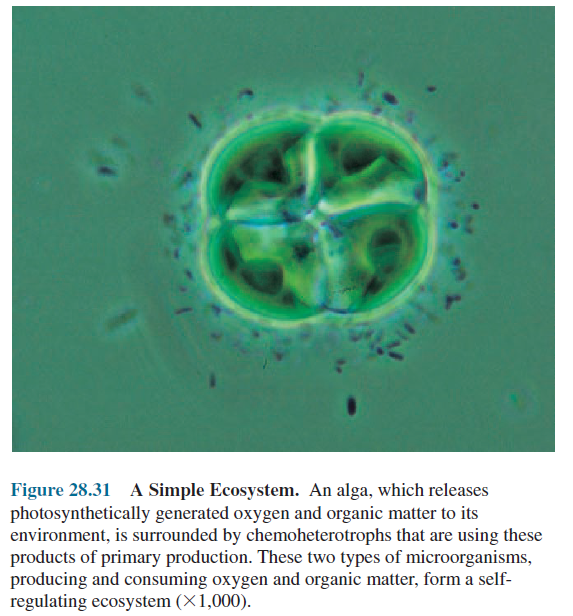 Figure 28.31 A Simple Ecosystem. An alga, which releases
photosynthetically generated oxygen and organic matter to its
environment, is surrounded by chemoheterotrophs that are using these
products of primary production. These two types of microorganisms,
producing and consuming oxygen and organic matter, form a self-
regulating ecosystem (×1,000).